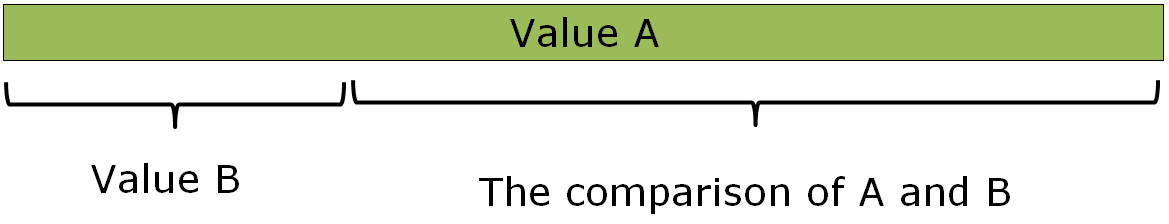 Value A
Value B
The comparison of A and B